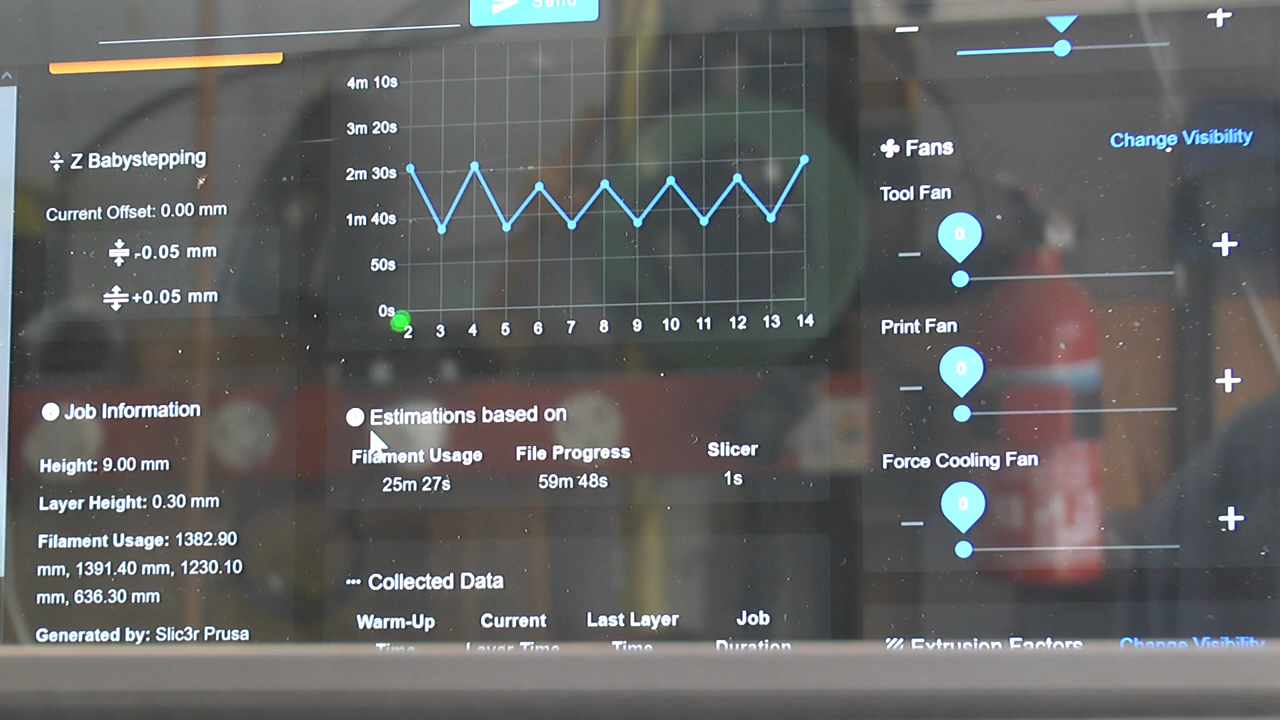 Send
4m 10s
3m 20s
2m 30s
1m 40s
50s
0s
2 3 4 5 6 7 8 9 10 11 12 13 14
Z Babystepping
Current Offset: 0.00 mm
-0.05 mm
+0.05 mm
Job Information
Height: 9.00 mm
Layer Height: 0.30 mm
Filament Usage: 1382.90
mm, 1391.40 mm, 1230.10
mm, 636.30 mm
Generated by: Slic3r Prusa
Estimations based on
Filament Usage File Progress Slicer
25m 27s 59m 48s 1s
Collected Data
Warm-Up Current Last Layer Job
Time Layer Time Time Duration
Fans Change Visibility
Tool Fan
0
Print Fan
0
Force Cooling Fan
0
Extrusion Factors Change Visibility